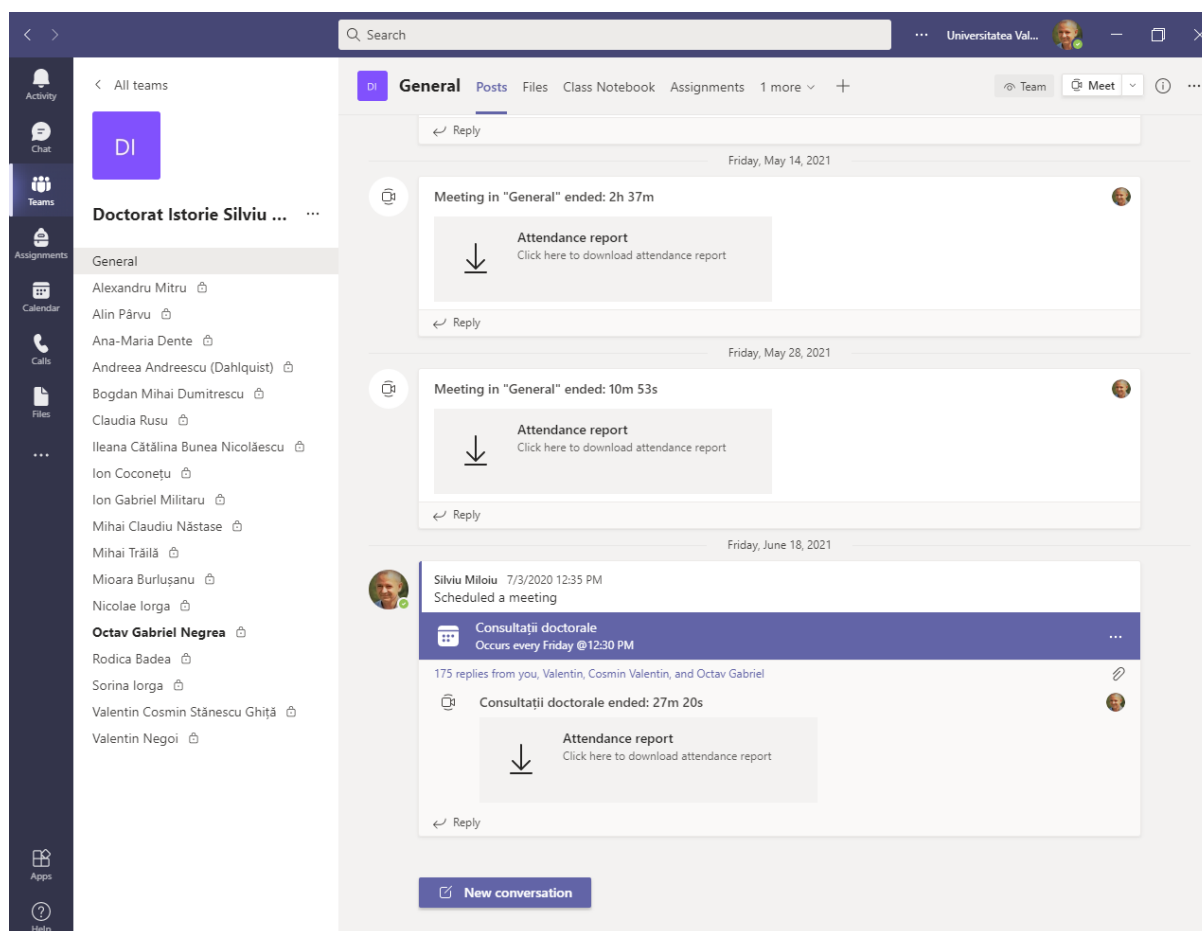 Search
Universitatea Val...
Activity
Chat
Teams
Assignments
Calendar
Calls
Files
Apps
Help
All teams
DI
Doctorat Istorie Silviu ...
General
Alexandru Mitru
Alin Pârvu
Ana-Maria Dente
Andreea Andreescu (Dahlquist)
Bogdan Mihai Dumitrescu
Claudia Rusu
Ileana Cătălina Bunea Nicolăescu
Ion Coconețu
Ion Gabriel Militaru
Mihai Claudiu Năstase
Mihai Trăilă
Mioara Burlușanu
Nicolae Iorga
Octav Gabriel Negrea
Rodica Badea
Sorina Iorga
Valentin Cosmin Stănescu Ghiță
Valentin Negoi
DI General Posts Files Class Notebook Assignments 1 more Team Meet
Reply
Friday, May 14, 2021
Meeting in "General" ended: 2h 37m
Attendance report
Click here to download attendance report
Reply
Friday, May 28, 2021
Meeting in "General" ended: 10m 53s
Attendance report
Click here to download attendance report
Reply
Friday, June 18, 2021
Silviu Miloiu 7/3/2020 12:35 PM
Scheduled a meeting
Consultații doctorale
Occurs every Friday @12:30 PM
175 replies from you, Valentin, Cosmin Valentin, and Octav Gabriel
Consultații doctorale ended: 27m 20s
Attendance report
Click here to download attendance report
Reply
New conversation